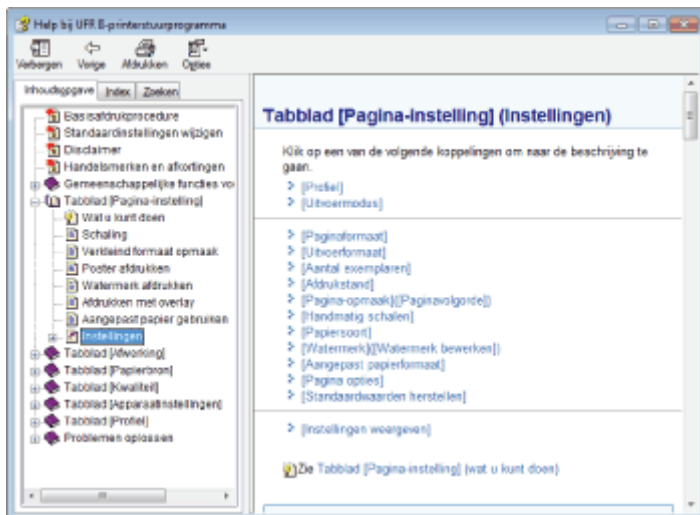 Help bij UFR II-printerstuurprogramma
Verbergen Vorige Afdrukken Opties
Inhoudsopgave Index Zoeken
Basisafdrukprocedure
Standaardinstellingen wijzigen
Disclaimer
Handelsmerken en afkortingen
Gemeenschappelijke functies voo
Tabblad [Pagina-instelling]
Wat u kunt doen
Schaling
Verkleind formaat opmaak
Poster afdrukken
Watermerk afdrukken
Afdrukken met overlay
Aangepast papier gebruiken
Instellingen
Tabblad [Afwerking]
Tabblad [Papierbron]
Tabblad [Kwaliteit]
Tabblad [Apparaatinstellingen]
Tabblad [Profiel]
Problemen oplossen
Tabblad [Pagina-instelling] (Instellingen)
Klik op een van de volgende koppelingen om naar de beschrijving te
gaan.
[Profiel]
[Uitvoermodus]
[Paginaformaat]
[Uitvoerformaat]
[Aantal exemplaren]
[Afdrukstand]
[Pagina-opmaak]([Paginavolgorde])
[Handmatig schalen]
[Papiersoort]
[Watermerk]([Watermerk bewerken])
[Aangepast papierformaat]
[Pagina opties]
[Standaardwaarden herstellen]
[Instellingen weergeven]
Zie Tabblad [Pagina-instelling] (wat u kunt doen)